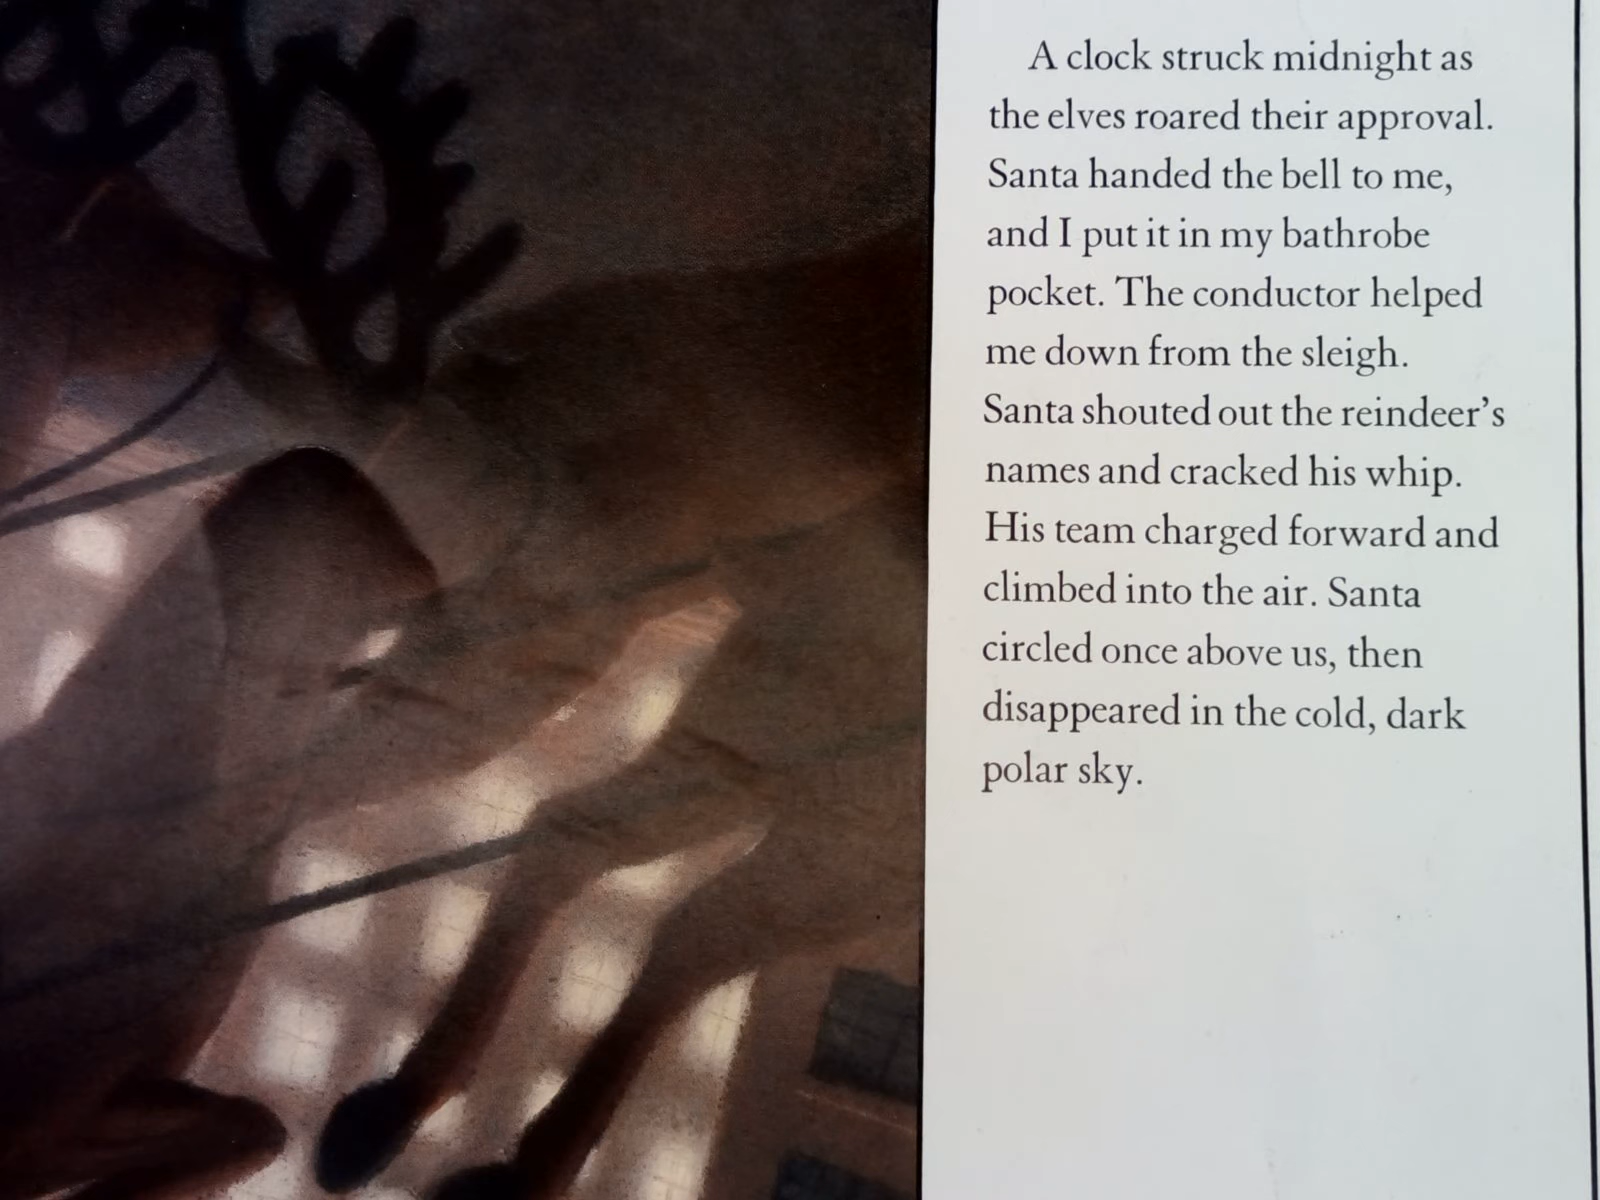 A clock struck midnight as
the elves roared their approval.
Santa handed the bell to me,
and I put it in my bathrobe
pocket. The conductor helped
me down from the sleigh.
Santa shouted out the reindeer’s
names and cracked his whip.
His team charged forward and
climbed into the air. Santa
circled once above us, then
disappeared in the cold, dark
polar sky.